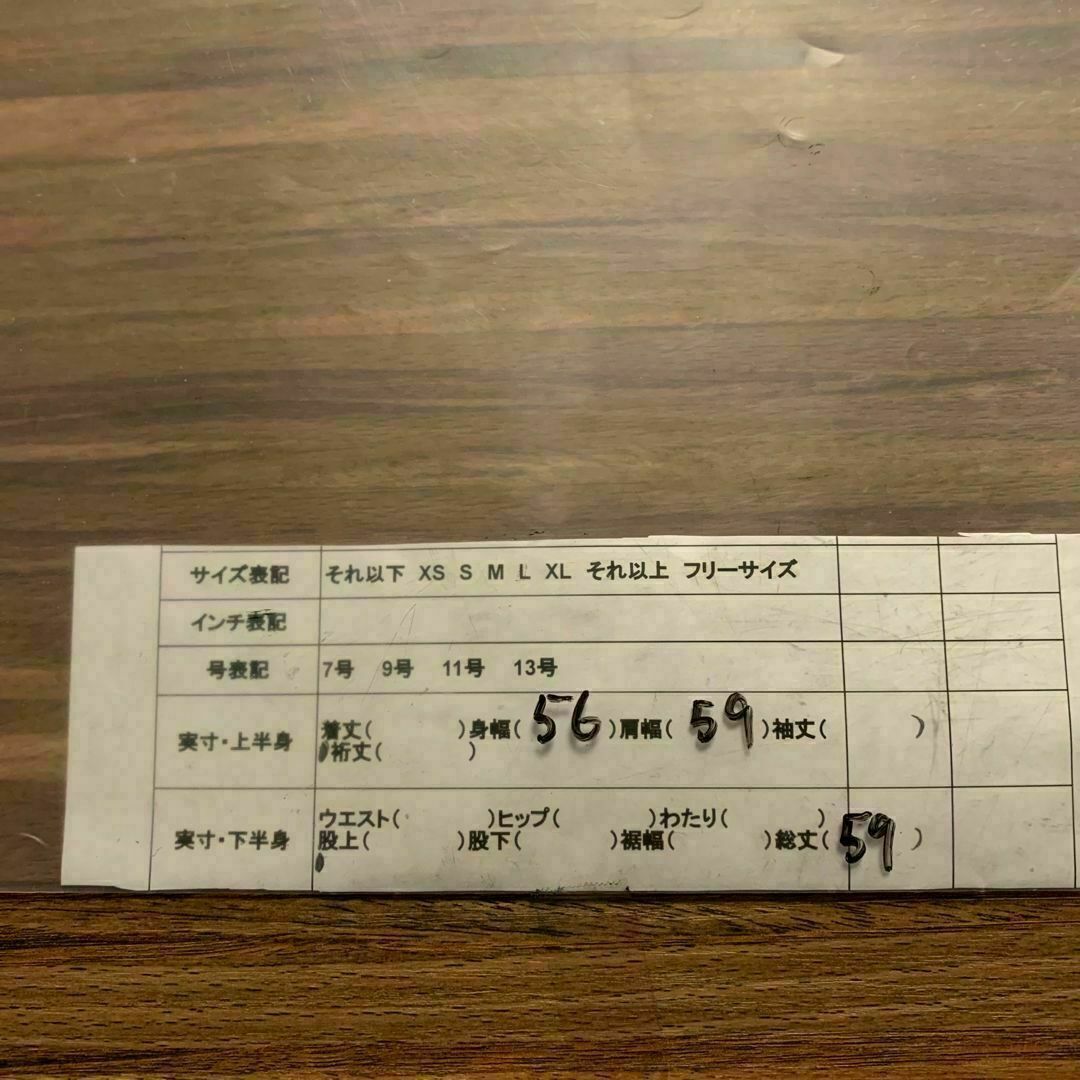 サイズ表記 それ以下 XS S M L XL それ以上 フリーサイズ
インチ表記
号表記 7号 9号 11号 13号
実寸・上半身 着丈( )身幅( 56 )肩幅( 59 )袖丈( )
裄丈( )
実寸・下半身 ウエスト( )ヒップ( )わたり( )
股上( )股下( )裾幅( )総丈( 59 )